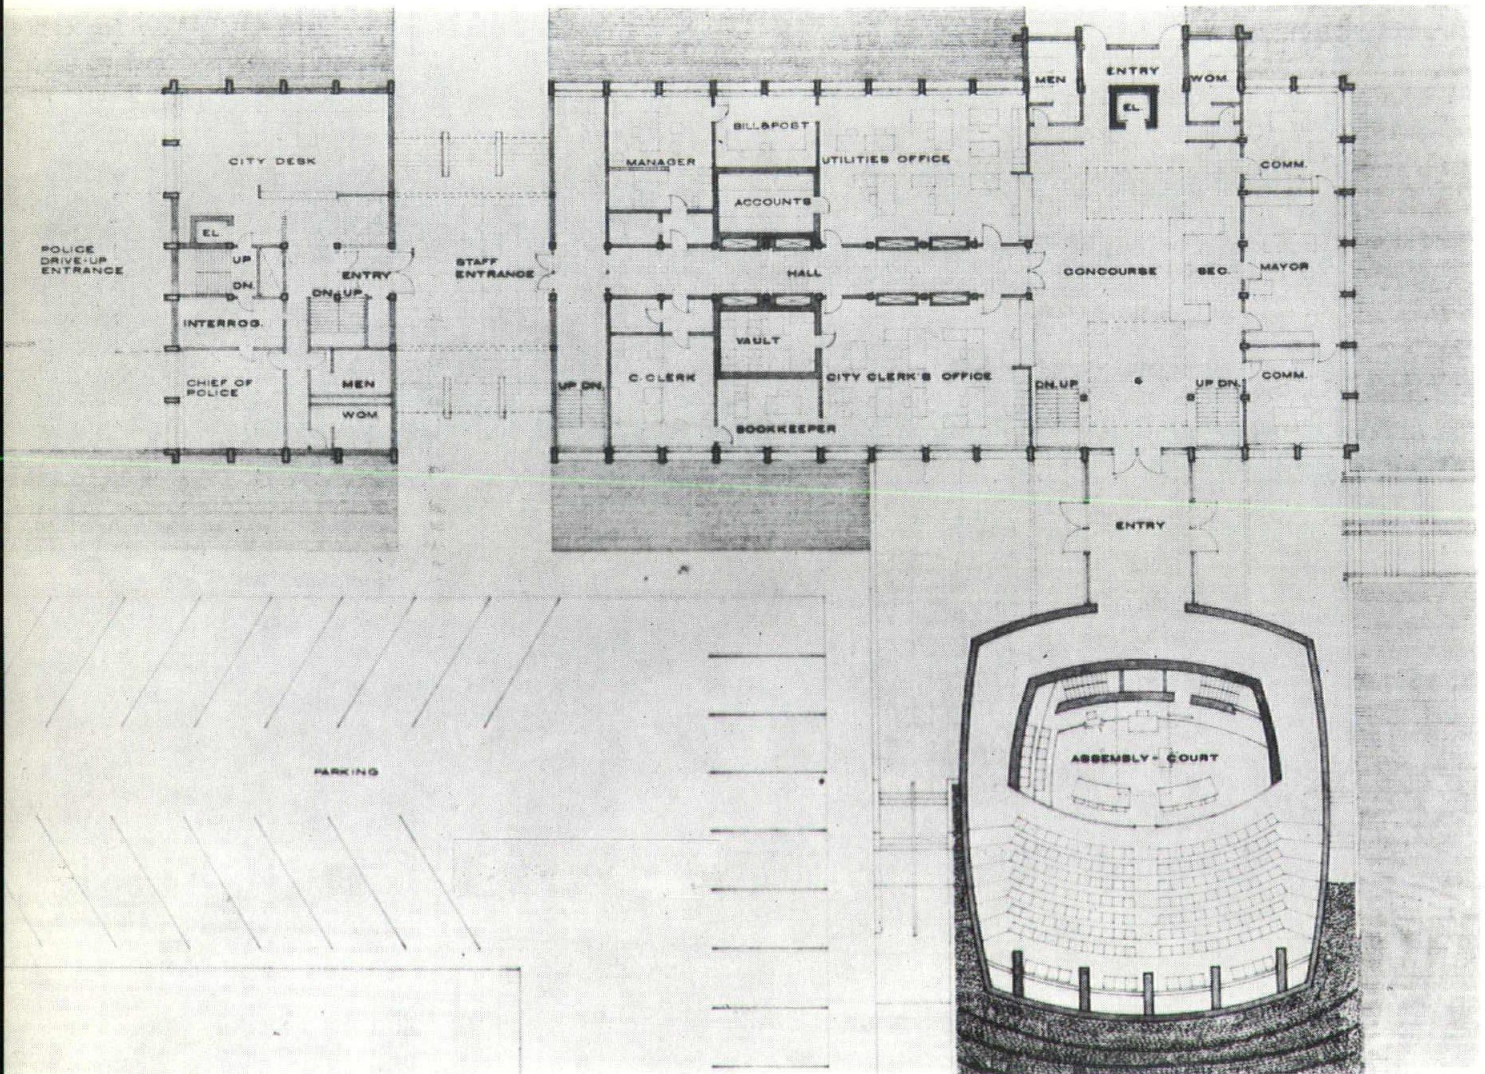 MEN
ENTRY
WOM.
EL.
CITY DESK
BILL&POST
MANAGER
UTILITIES OFFICE
COMM.
ACCOUNTS
EL
POLICE
DRIVE-UP
ENTRANCE
UP
DN.
ENTRY
DN-UP
STAFF
ENTRANCE
HALL
CONCOURSE
SEC.
MAYOR
INTERROG.
VAULT
CHIEF OF
POLICE
MEN
WOM.
UP DN.
C. CLERK
CITY CLERK'S OFFICE
DN.UP
UP DN.
COMM.
BOOKKEEPER
ENTRY
ASSEMBLY - COURT
PARKING